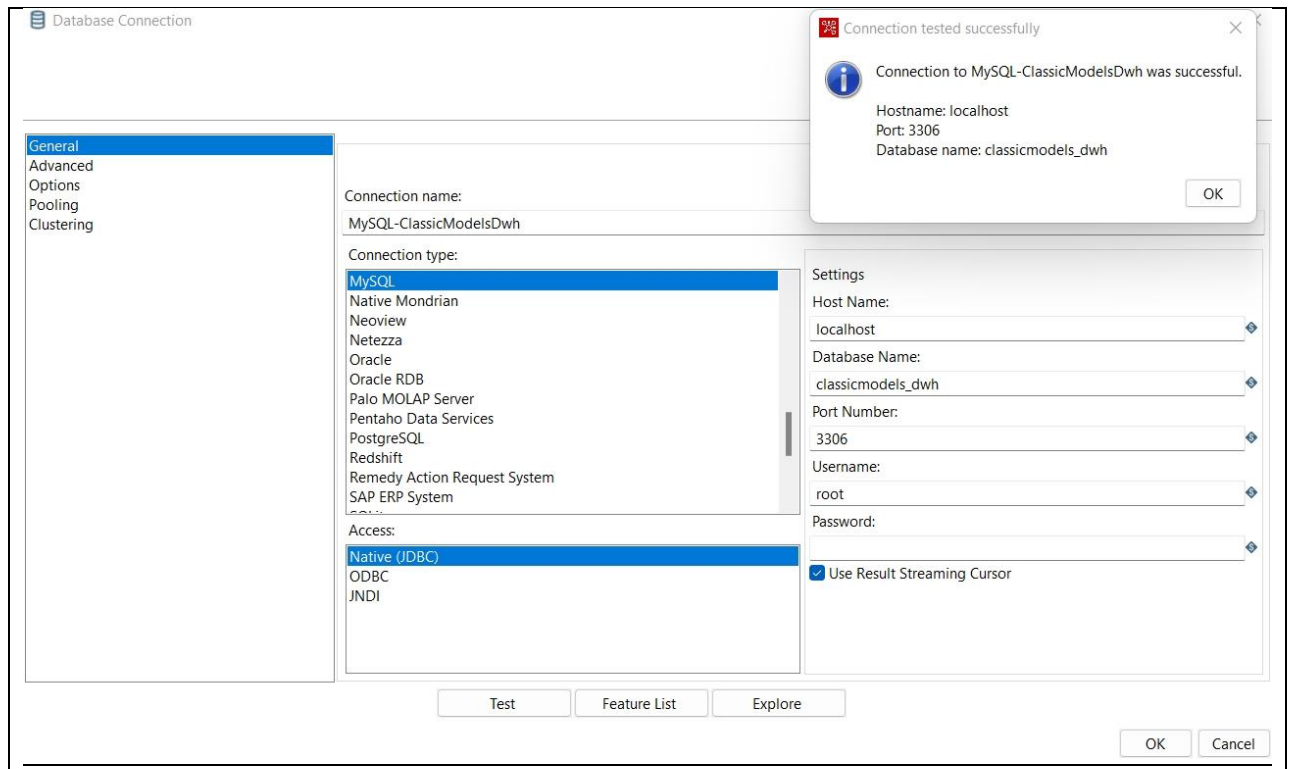 Database Connection
Connection tested successfully
Connection to MySQL-ClassicModelsDwh was successful.
Hostname: localhost
Port: 3306
Database name: classicmodels_dwh
OK
General
Advanced
Options
Pooling
Clustering
Connection name:
MySQL-ClassicModelsDwh
Connection type:
MySQL
Native Mondrian
Neoview
Netezza
Oracle
Oracle RDB
Palo MOLAP Server
Pentaho Data Services
PostgreSQL
Redshift
Remedy Action Request System
SAP ERP System
Access:
Native (JDBC)
ODBC
JNDI
Settings
Host Name:
localhost
Database Name:
classicmodels_dwh
Port Number:
3306
Username:
root
Password:
Use Result Streaming Cursor
Test
Feature List
Explore
OK
Cancel